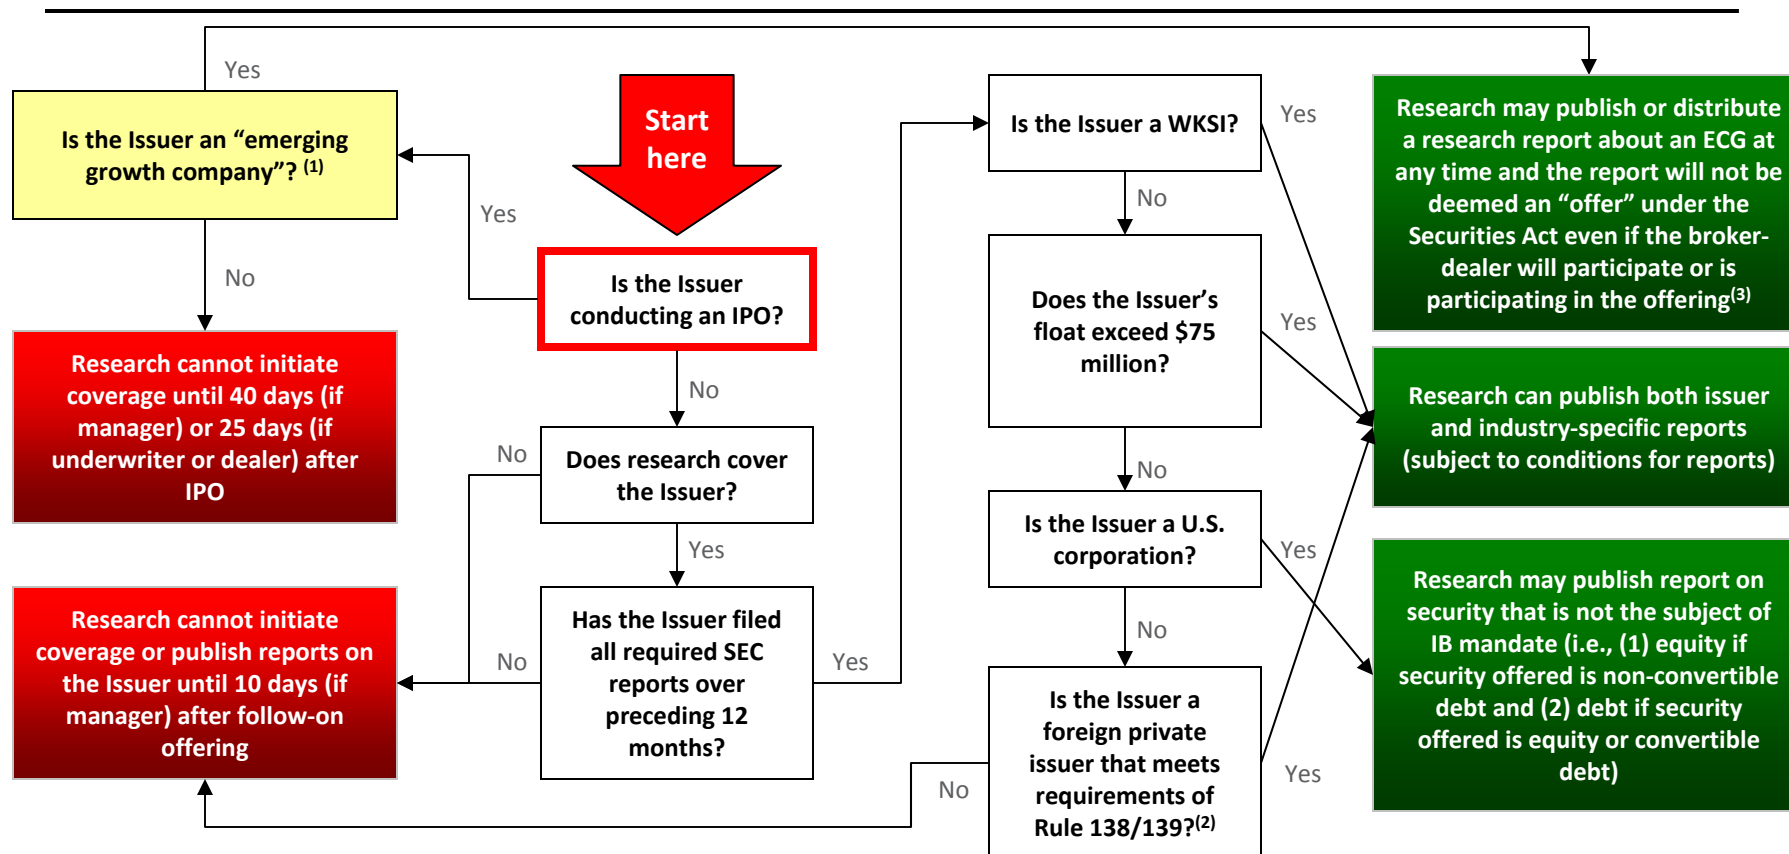 Yes
Is the Issuer an “emerging
growth company”? (1)
Yes
No
Start
here
Is the Issuer
conducting an IPO?
No
Research cannot initiate
coverage until 40 days (if
manager) or 25 days (if
underwriter or dealer) after
IPO
Does research cover
the Issuer?
No
Yes
Research cannot initiate
coverage or publish reports on
the Issuer until 10 days (if
manager) after follow-on
offering
Has the Issuer filed
all required SEC
reports over
preceding 12
months?
No
Yes
Is the Issuer a WKSI?
Yes
No
Does the Issuer’s
float exceed $75
million?
Yes
No
Is the Issuer a U.S.
corporation?
Yes
No
Is the Issuer a
foreign private
issuer that meets
requirements of
Rule 138/139?(2)
No
Yes
Research may publish or distribute
a research report about an ECG at
any time and the report will not be
deemed an “offer” under the
Securities Act even if the broker-
dealer will participate or is
participating in the offering(3)
Research can publish both issuer
and industry-specific reports
(subject to conditions for reports)
Research may publish report on
security that is not the subject of
IB mandate (i.e., (1) equity if
security offered is non-convertible
debt and (2) debt if security
offered is equity or convertible
debt)